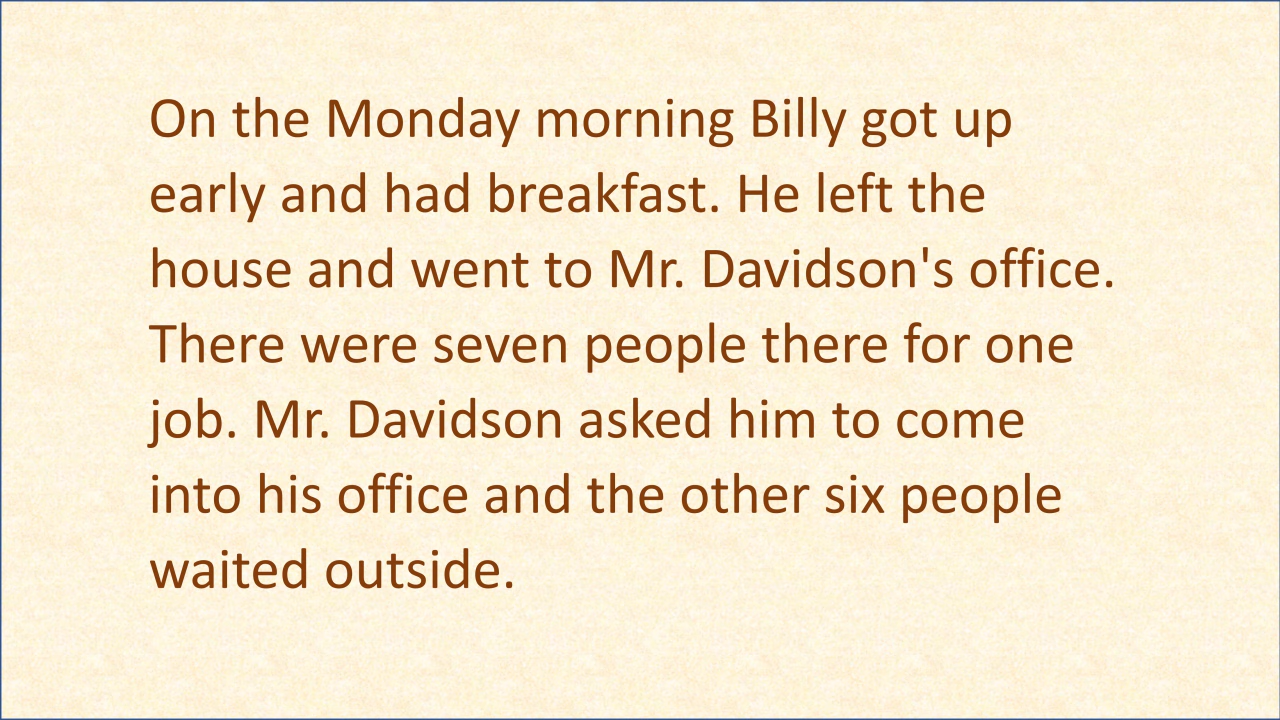 On the Monday morning Billy got up
early and had breakfast. He left the
house and went to Mr. Davidson's office.
There were seven people there for one
job. Mr. Davidson asked him to come
into his office and the other six people
waited outside.